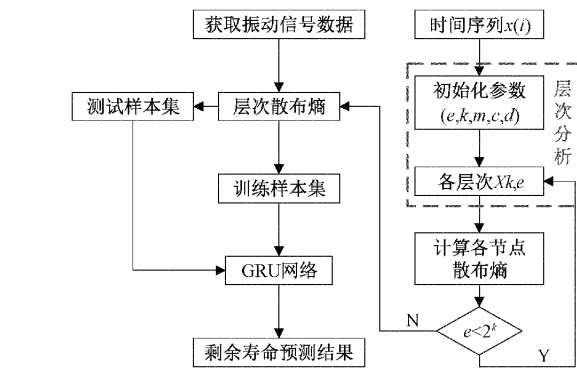 获取振动信号数据
时间序列x(i)
初始化参数
(e,k,m,c,d)
层次分析
测试样本集
层次散布熵
训练样本集
各层次Xk,e
计算各节点
散布熵
GRU网络
N
e<2^k
Y
剩余寿命预测结果